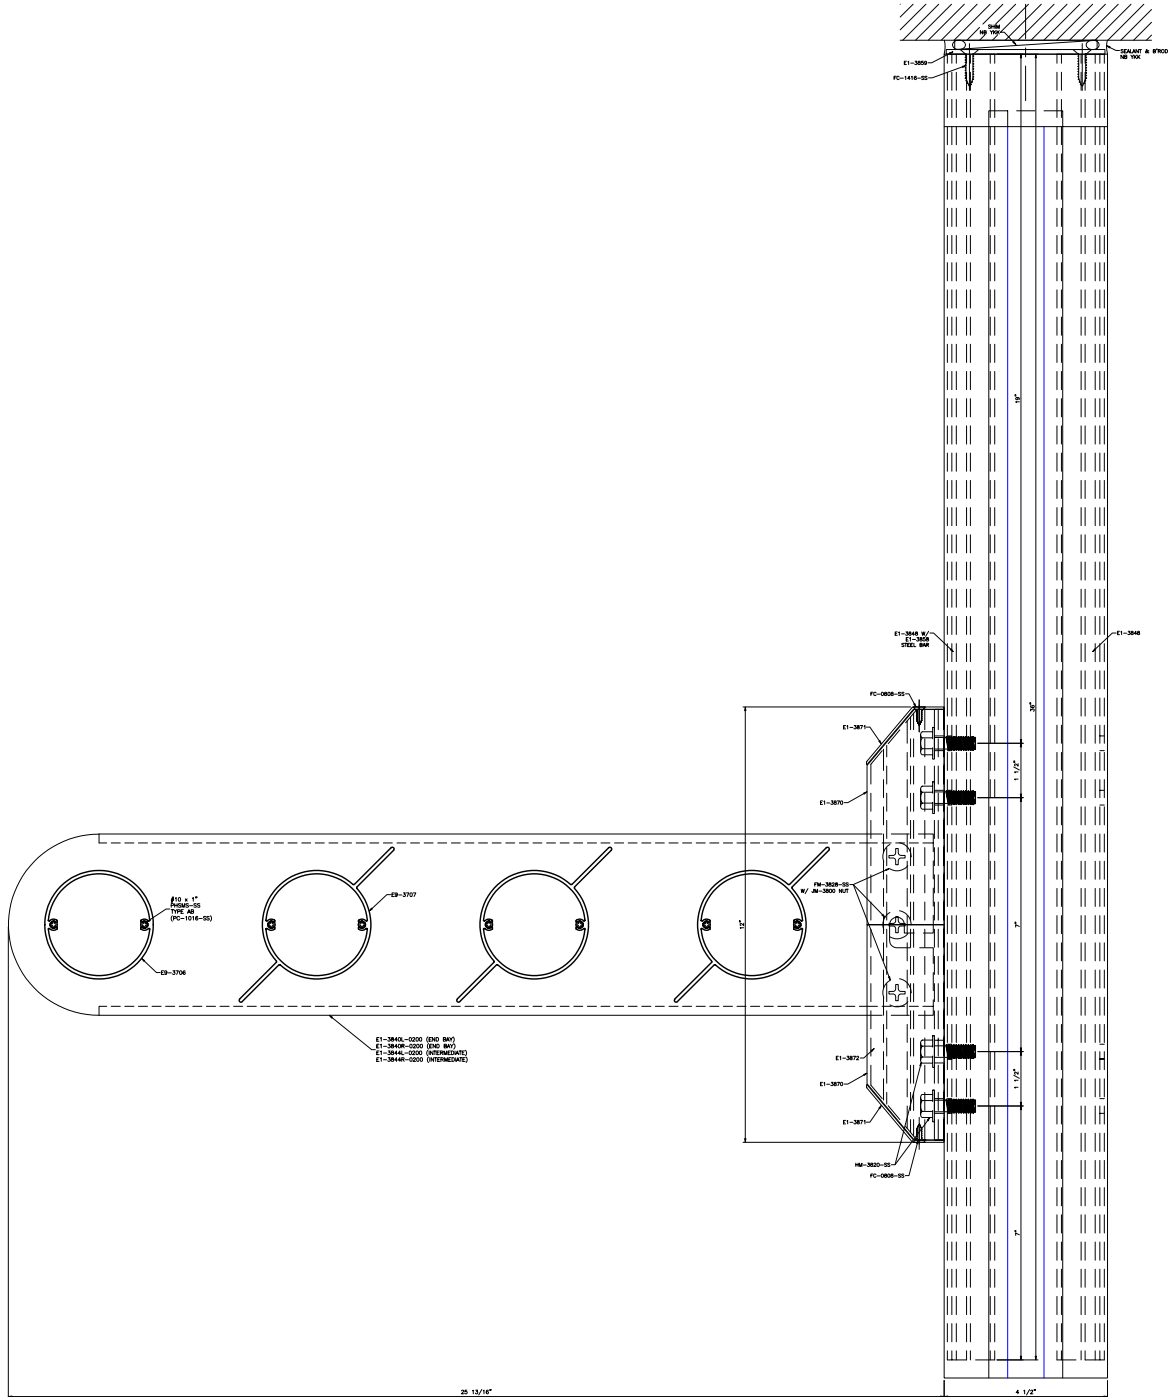 SHIM
NB YKK
SEALANT & B'ROD
NB YKK
E1-3859
FC-1416-SS
19"
E1-3848 W/
E1-3858
STEEL BAR
E1-3848
36"
FC-0808-SS
E1-3871
1 1/2"
E1-3870
FM-3828-SS
W/ JM-3800 NUT
E9-3707
#10 x 1"
PHSMS-SS
TYPE AB
(PC-1016-SS)
12"
7"
E9-3706
E1-3840L-0200 (END BAY)
E1-3840R-0200 (END BAY)
E1-3844L-0200 (INTERMEDIATE)
E1-3844R-0200 (INTERMEDIATE)
E1-3872
1 1/2"
E1-3870
E1-3871
HM-3820-SS
FC-0808-SS
7"
25 13/16"
4 1/2"